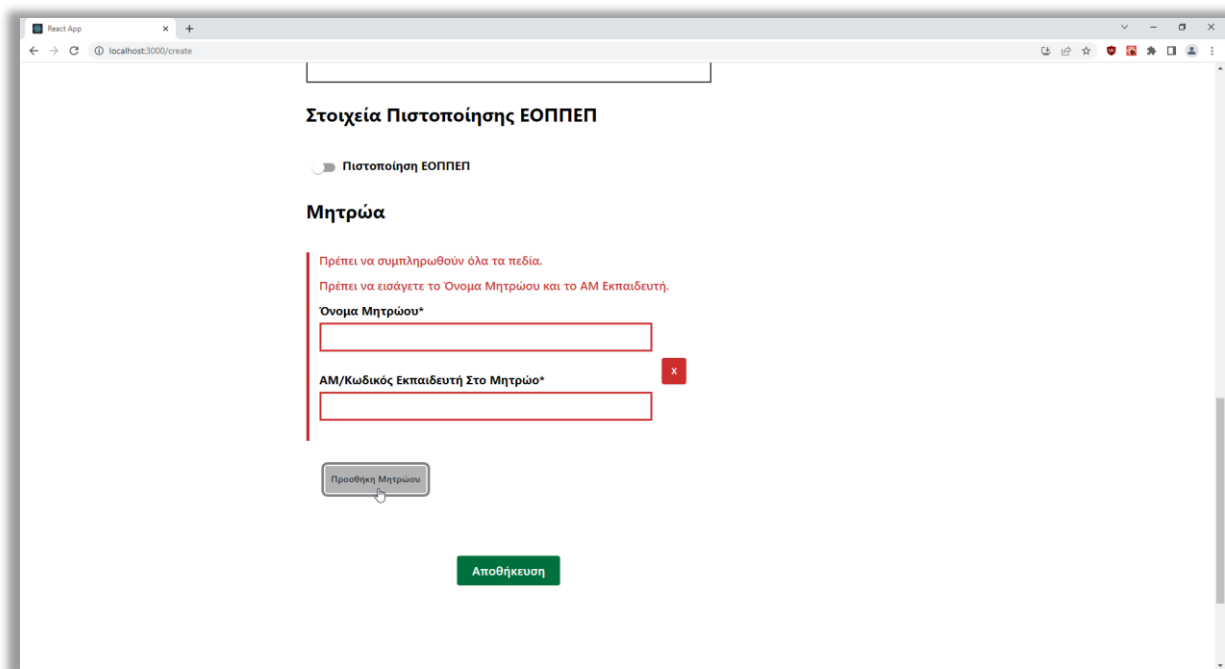 React App
localhost:3000/create
Στοιχεία Πιστοποίησης ΕΟΠΠΕΠ
Πιστοποίηση ΕΟΠΠΕΠ
Μητρώα
Πρέπει να συμπληρωθούν όλα τα πεδία.
Πρέπει να εισάγετε το Όνομα Μητρώου και το ΑΜ Εκπαιδευτή.
Όνομα Μητρώου*
x
ΑΜ/Κωδικός Εκπαιδευτή Στο Μητρώο*
Προσθήκη Μητρώου
Αποθήκευση